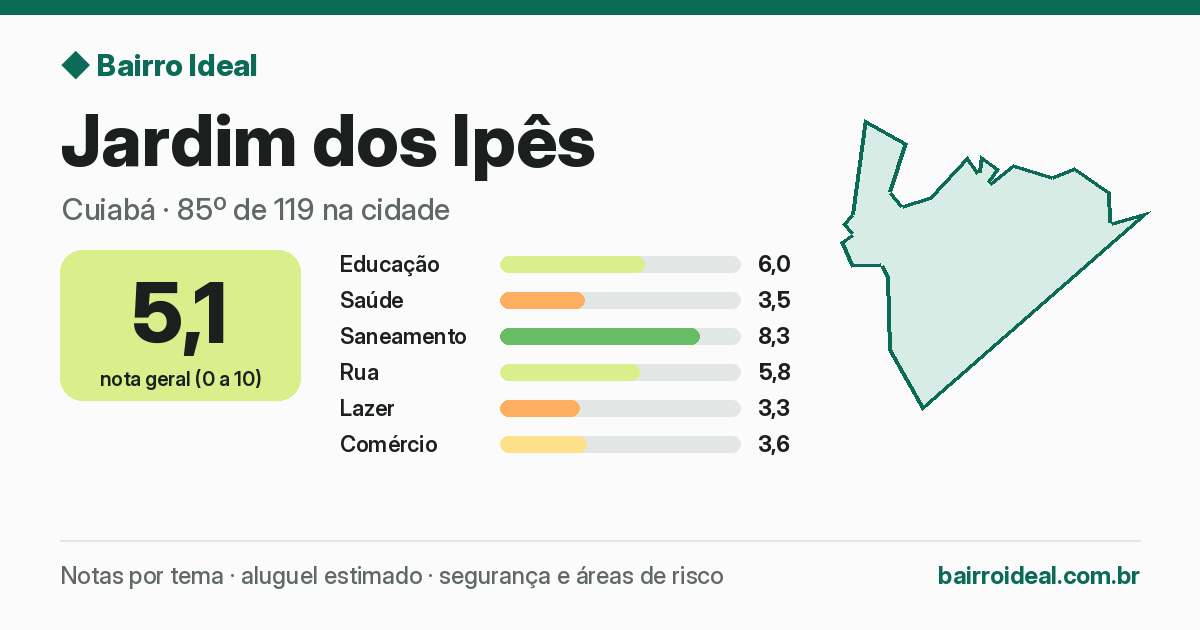 Bairro Ideal
Jardim dos Ipês
Cuiabá · 85º de 119 na cidade
5,1
nota geral (0 a 10)
Educação 6,0
Saúde 3,5
Saneamento 8,3
Rua 5,8
Lazer 3,3
Comércio 3,6
Notas por tema · aluguel estimado · segurança e áreas de risco
bairroideal.com.br